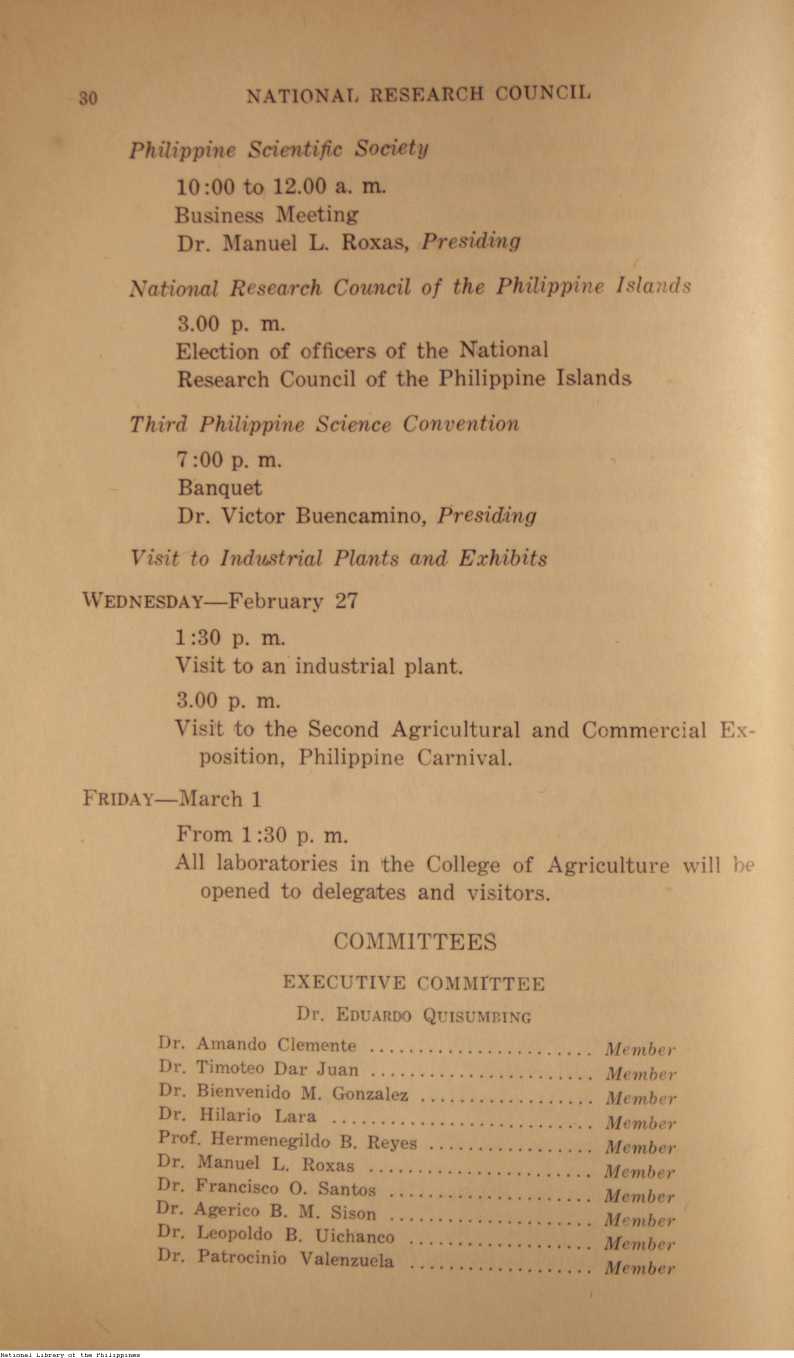 30 NATIONAL RESEARCH COUNCIL
Philippine Scientific Society
10:00 to 12.00 a. m.
Business Meeting
Dr. Manuel L. Roxas, Presiding
National Research Council of the Philippine Islands
3.00 p. m.
Election of officers of the National
Research Council of the Philippine Islands
Third Philippine Science Convention
7:00 p. m.
Banquet
Dr. Victor Buencamino, Presiding
Visit to Industrial Plants and Exhibits
WEDNESDAY—February 27
1:30 p. m.
Visit to an industrial plant.
3.00 p. m.
Visit to the Second Agricultural and Commercial Ex-
position, Philippine Carnival.
FRIDAY—March 1
From 1:30 p. m.
All laboratories in the College of Agriculture will be
opened to delegates and visitors.
COMMITTEES
EXECUTIVE COMMITTEE
Dr. EDUARDO QUISUMBING
Dr. Amando Clemente ....................... Member
Dr. Timoteo Dar Juan ....................... Member
Dr. Bienvenido M. Gonzalez .................. Member
Dr. Hilario Lara ........................... Member
Prof. Hermenegildo B. Reyes ................. Member
Dr. Manuel L. Roxas ....................... Member
Dr. Francisco O. Santos ..................... Member
Dr. Agerico B. M. Sison ..................... Member
Dr. Leopoldo B. Uichanco ................... Member
Dr. Patrocinio Valenzuela ................... Member
National Library of the Philippines